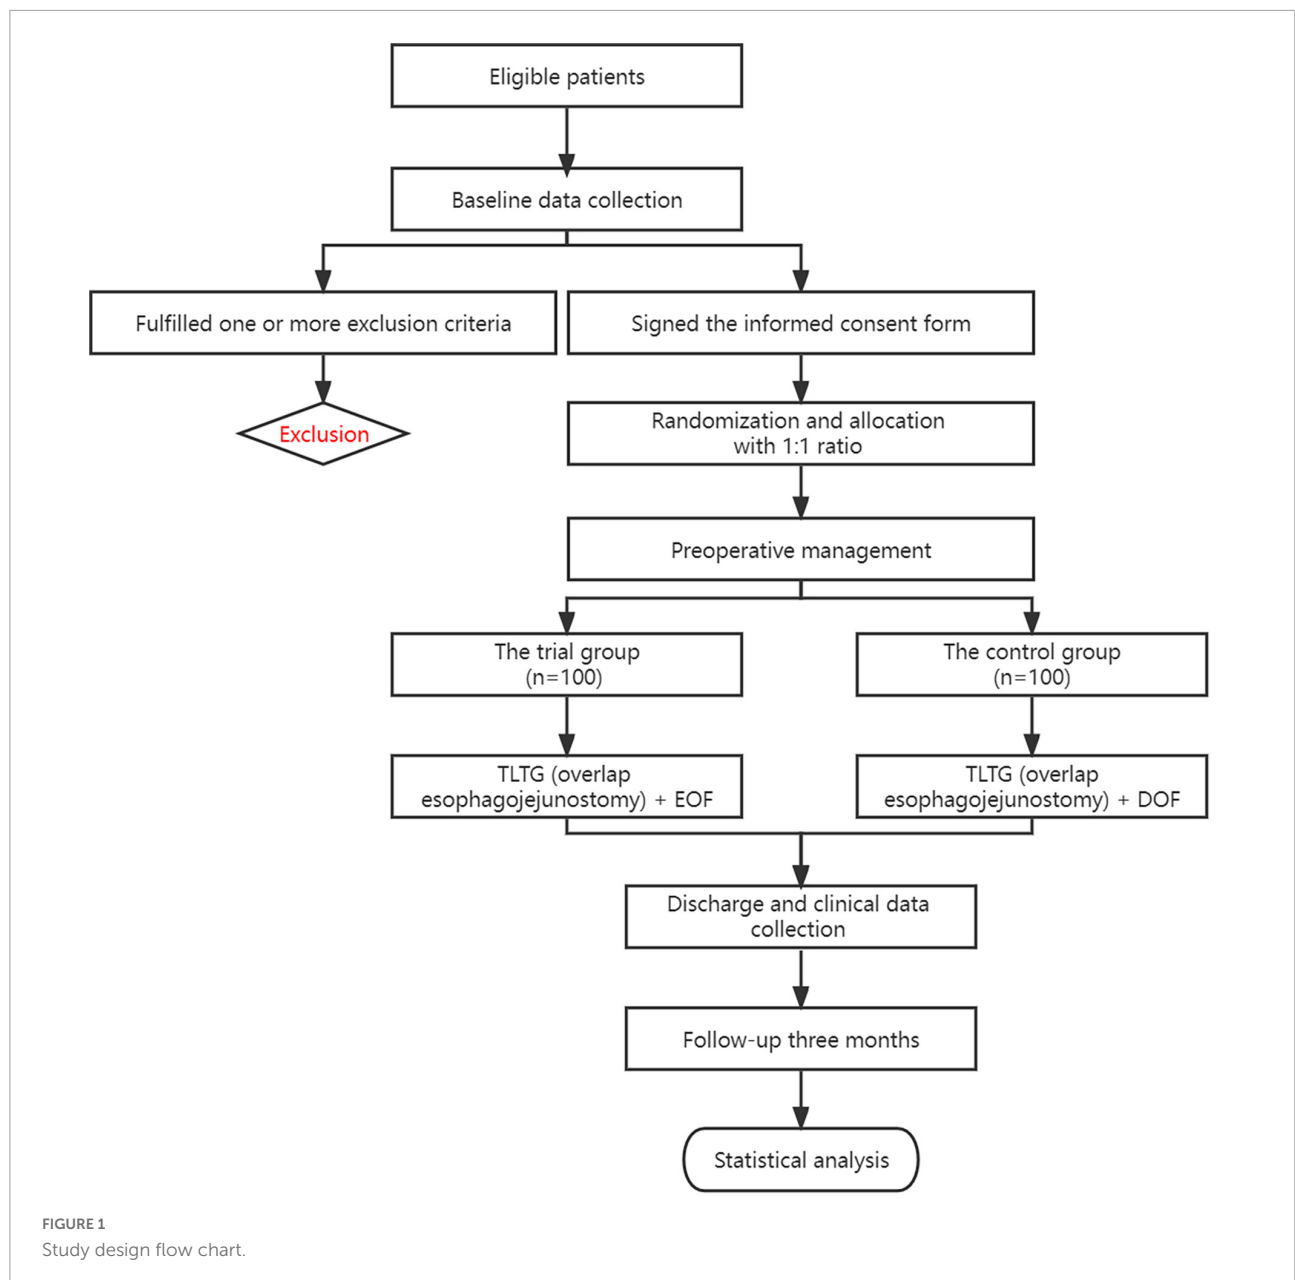 Eligible patients
Baseline data collection
Fulfilled one or more exclusion criteria
Signed the informed consent form
Exclusion
Randomization and allocation
with 1:1 ratio
Preoperative management
The trial group
(n=100)
The control group
(n=100)
TLTG (overlap
esophagojejunostomy) + EOF
TLTG (overlap
esophagojejunostomy) + DOF
Discharge and clinical data
collection
Follow-up three months
Statistical analysis
FIGURE 1
Study design flow chart.